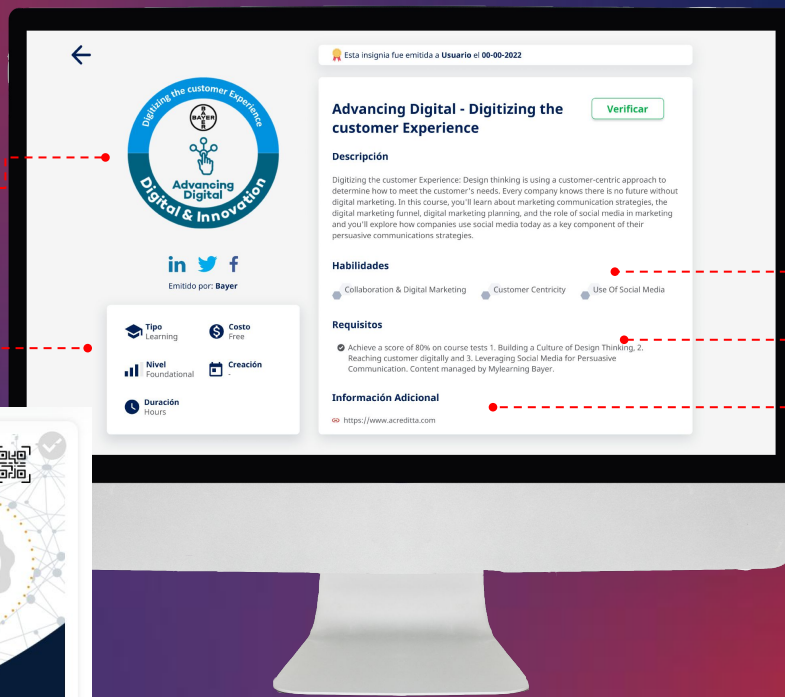 Esta insignia fue emitida a Usuario el 00-00-2022
Digitizing the customer Experience
BAYER
BAYER
Advancing
Digital
Digital & Innovation
Emitido por: Bayer
Tipo
Learning
Costo
Free
Nivel
Foundational
Creación
-
Duración
Hours
Advancing Digital - Digitizing the
customer Experience
Verificar
Descripción
Digitizing the customer Experience: Design thinking is using a customer-centric approach to
determine how to meet the customer's needs. Every company knows there is no future without
digital marketing. In this course, you'll learn about marketing communication strategies, the
digital marketing funnel, digital marketing planning, and the role of social media in marketing
and you'll explore how companies use social media today as a key component of their
persuasive communications strategies.
Habilidades
Collaboration & Digital Marketing
Customer Centricity
Use Of Social Media
Requisitos
Achieve a score of 80% on course tests 1. Building a Culture of Design Thinking, 2.
Reaching customer digitally and 3. Leveraging Social Media for Persuasive
Communication. Content managed by Mylearning Bayer.
Información Adicional
https://www.acreditta.com